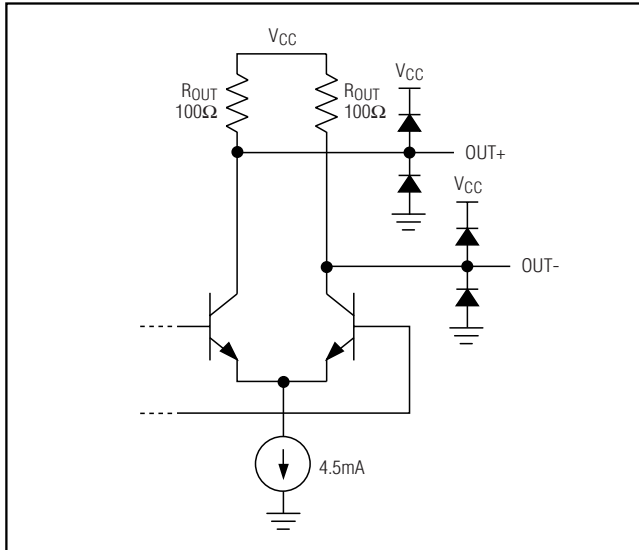 VCC
ROUT
100Ω
ROUT
100Ω
VCC
OUT+
VCC
OUT-
4.5mA